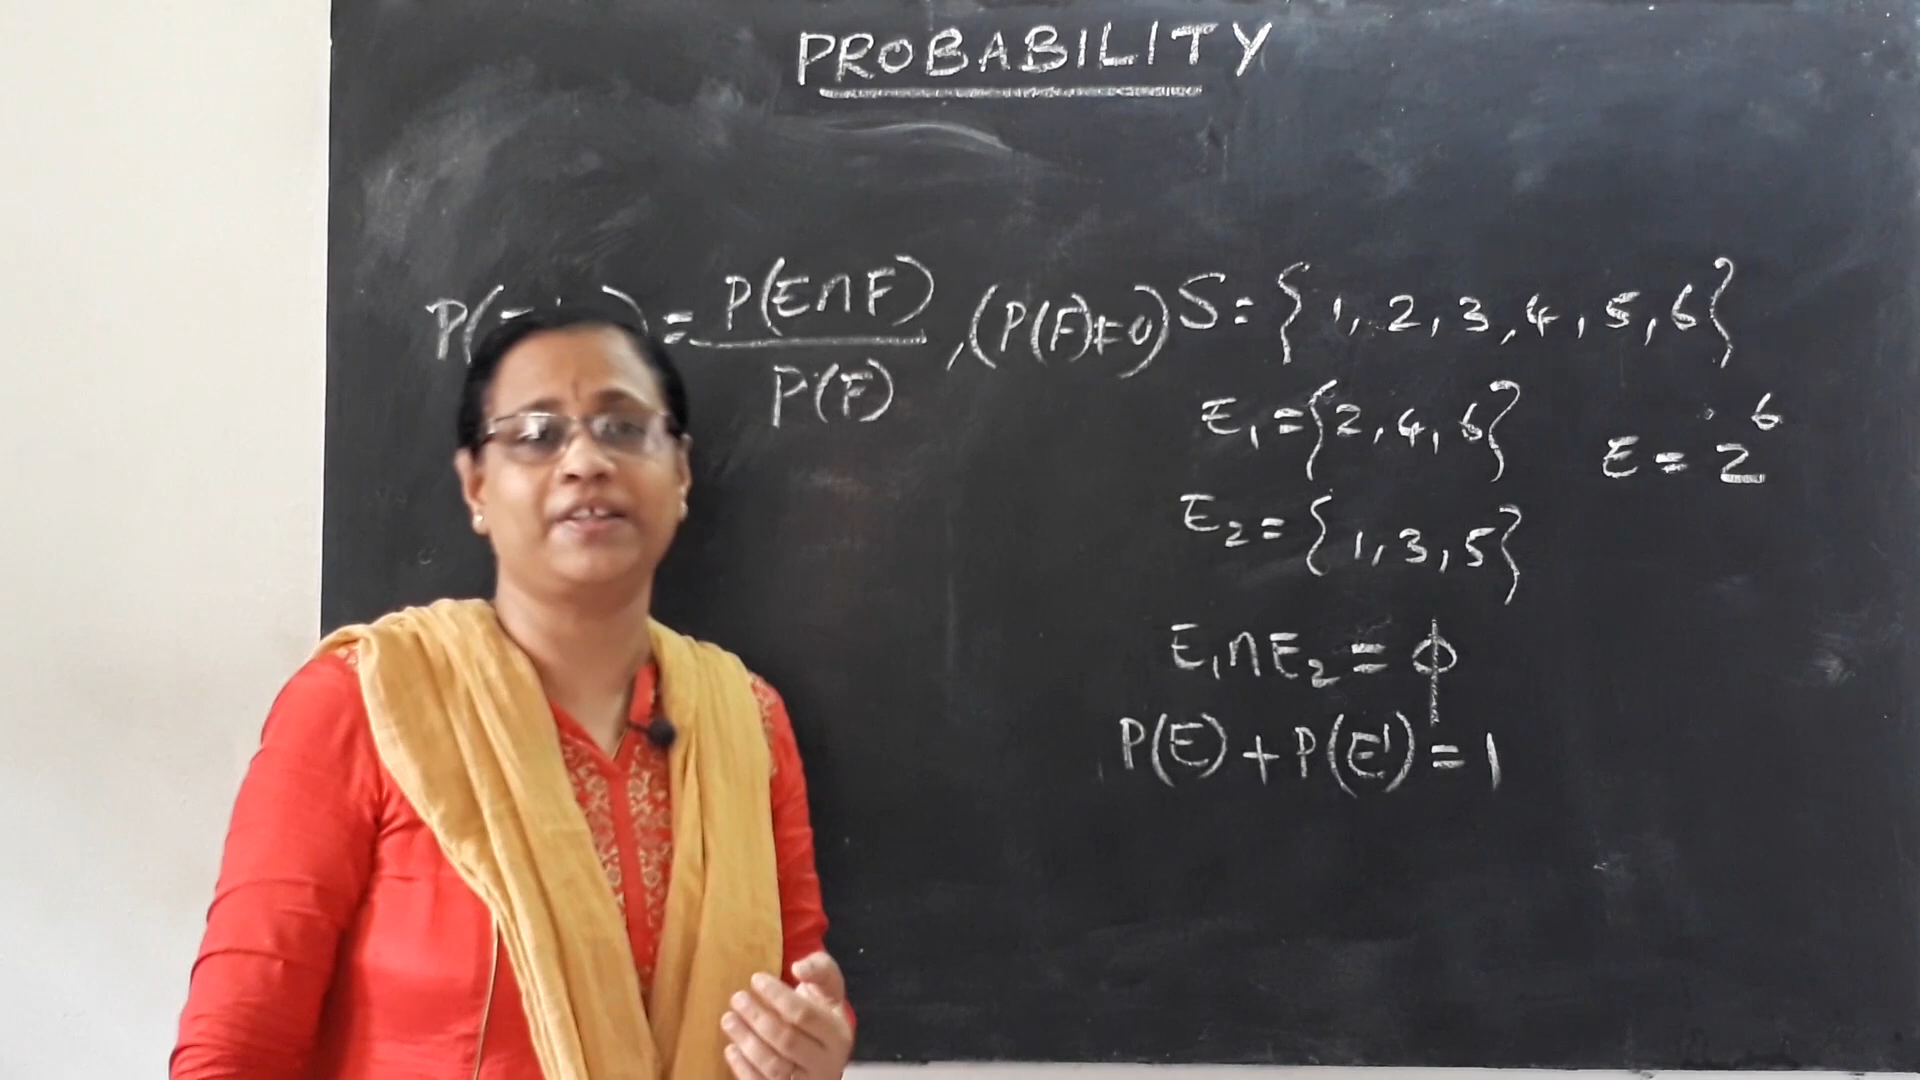 PROBABILITY
P( ) = P(E∩F) / P(F) , (P(F)≠0)
S = {1, 2, 3, 4, 5, 6}
E₁ = {2, 4, 6}
E = 2⁶
E₂ = {1, 3, 5}
E₁∩E₂ = ϕ
P(E) + P(E') = 1